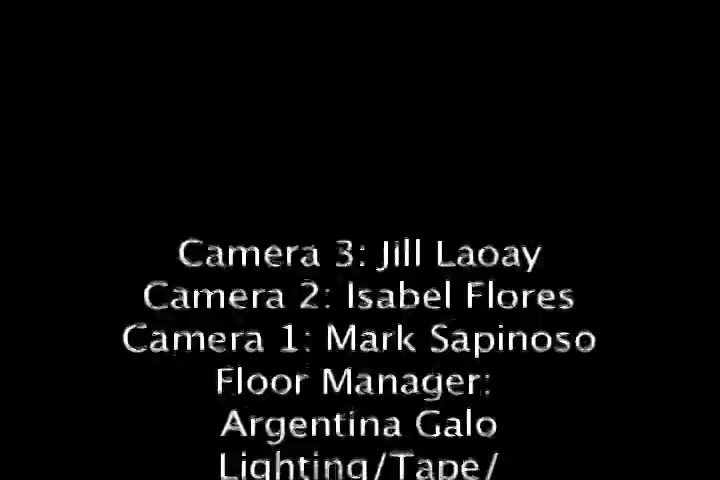 Camera 3: Jill Laoay
Camera 2: Isabel Flores
Camera 1: Mark Sapinoso
Floor Manager:
Argentina Galo
Lighting/Tape/